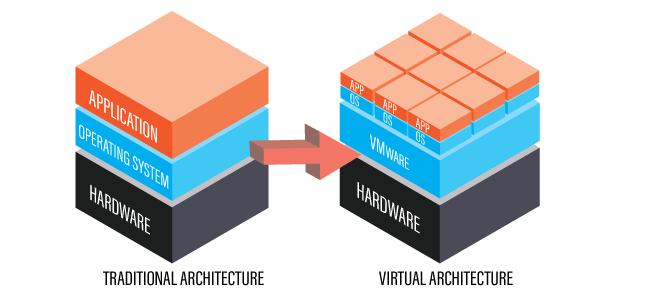 APPLICATION
OPERATING SYSTEM
HARDWARE
TRADITIONAL ARCHITECTURE
APP
OS
APP
OS
APP
OS
VMWARE
HARDWARE
VIRTUAL ARCHITECTURE